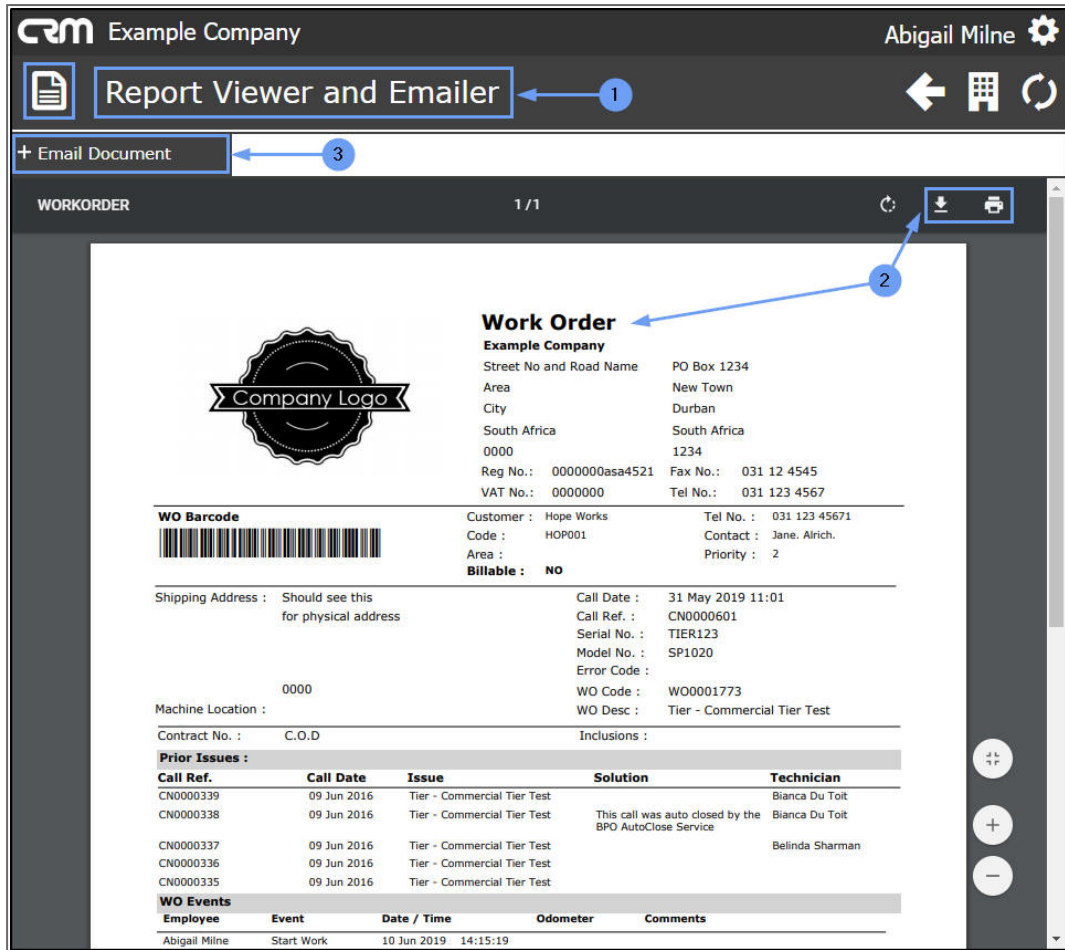 CRM Example Company Abigail Milne
Report Viewer and Emailer 1
+ Email Document 3
WORKORDER 1 / 1
2
Work Order
Example Company
Company Logo
Street No and Road Name PO Box 1234
Area New Town
City Durban
South Africa South Africa
0000 1234
Reg No.: 0000000asa4521 Fax No.: 031 12 4545
VAT No.: 0000000 Tel No.: 031 123 4567
WO Barcode Customer : Hope Works Tel No. : 031 123 45671
Code : HOP001 Contact : Jane. Alrich.
Area : Priority : 2
Billable : NO
Shipping Address : Should see this Call Date : 31 May 2019 11:01
for physical address Call Ref. : CN0000601
Serial No. : TIER123
Model No. : SP1020
Error Code :
0000 WO Code : WO0001773
Machine Location : WO Desc : Tier - Commercial Tier Test
Contract No. : C.O.D Inclusions :
Prior Issues :
Call Ref. Call Date Issue Solution Technician
CN0000339 09 Jun 2016 Tier - Commercial Tier Test Bianca Du Toit
CN0000338 09 Jun 2016 Tier - Commercial Tier Test This call was auto closed by the Bianca Du Toit
BPO AutoClose Service
CN0000337 09 Jun 2016 Tier - Commercial Tier Test Belinda Sharman
CN0000336 09 Jun 2016 Tier - Commercial Tier Test
CN0000335 09 Jun 2016 Tier - Commercial Tier Test
WO Events
Employee Event Date / Time Odometer Comments
Abigail Milne Start Work 10 Jun 2019 14:15:19